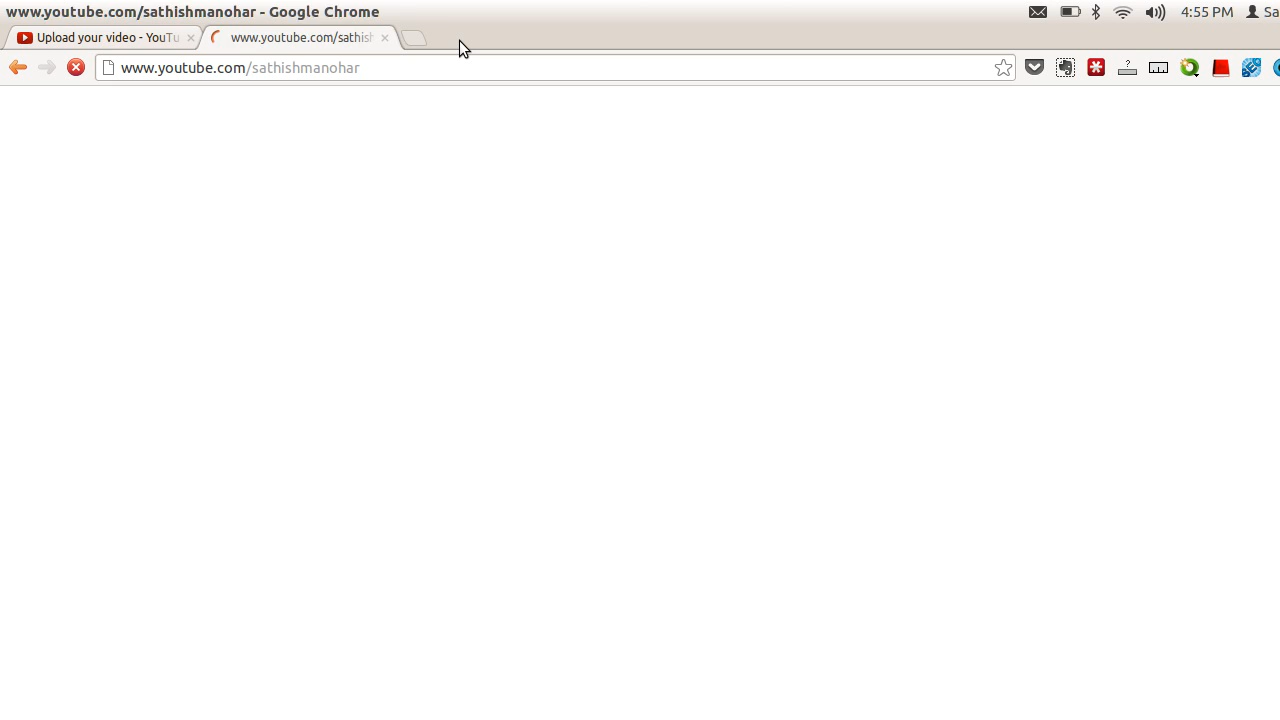 www.youtube.com/sathishmanohar - Google Chrome
4:55 PM
Sa
Upload your video - YouTu
www.youtube.com/sathish
www.youtube.com/sathishmanohar
?